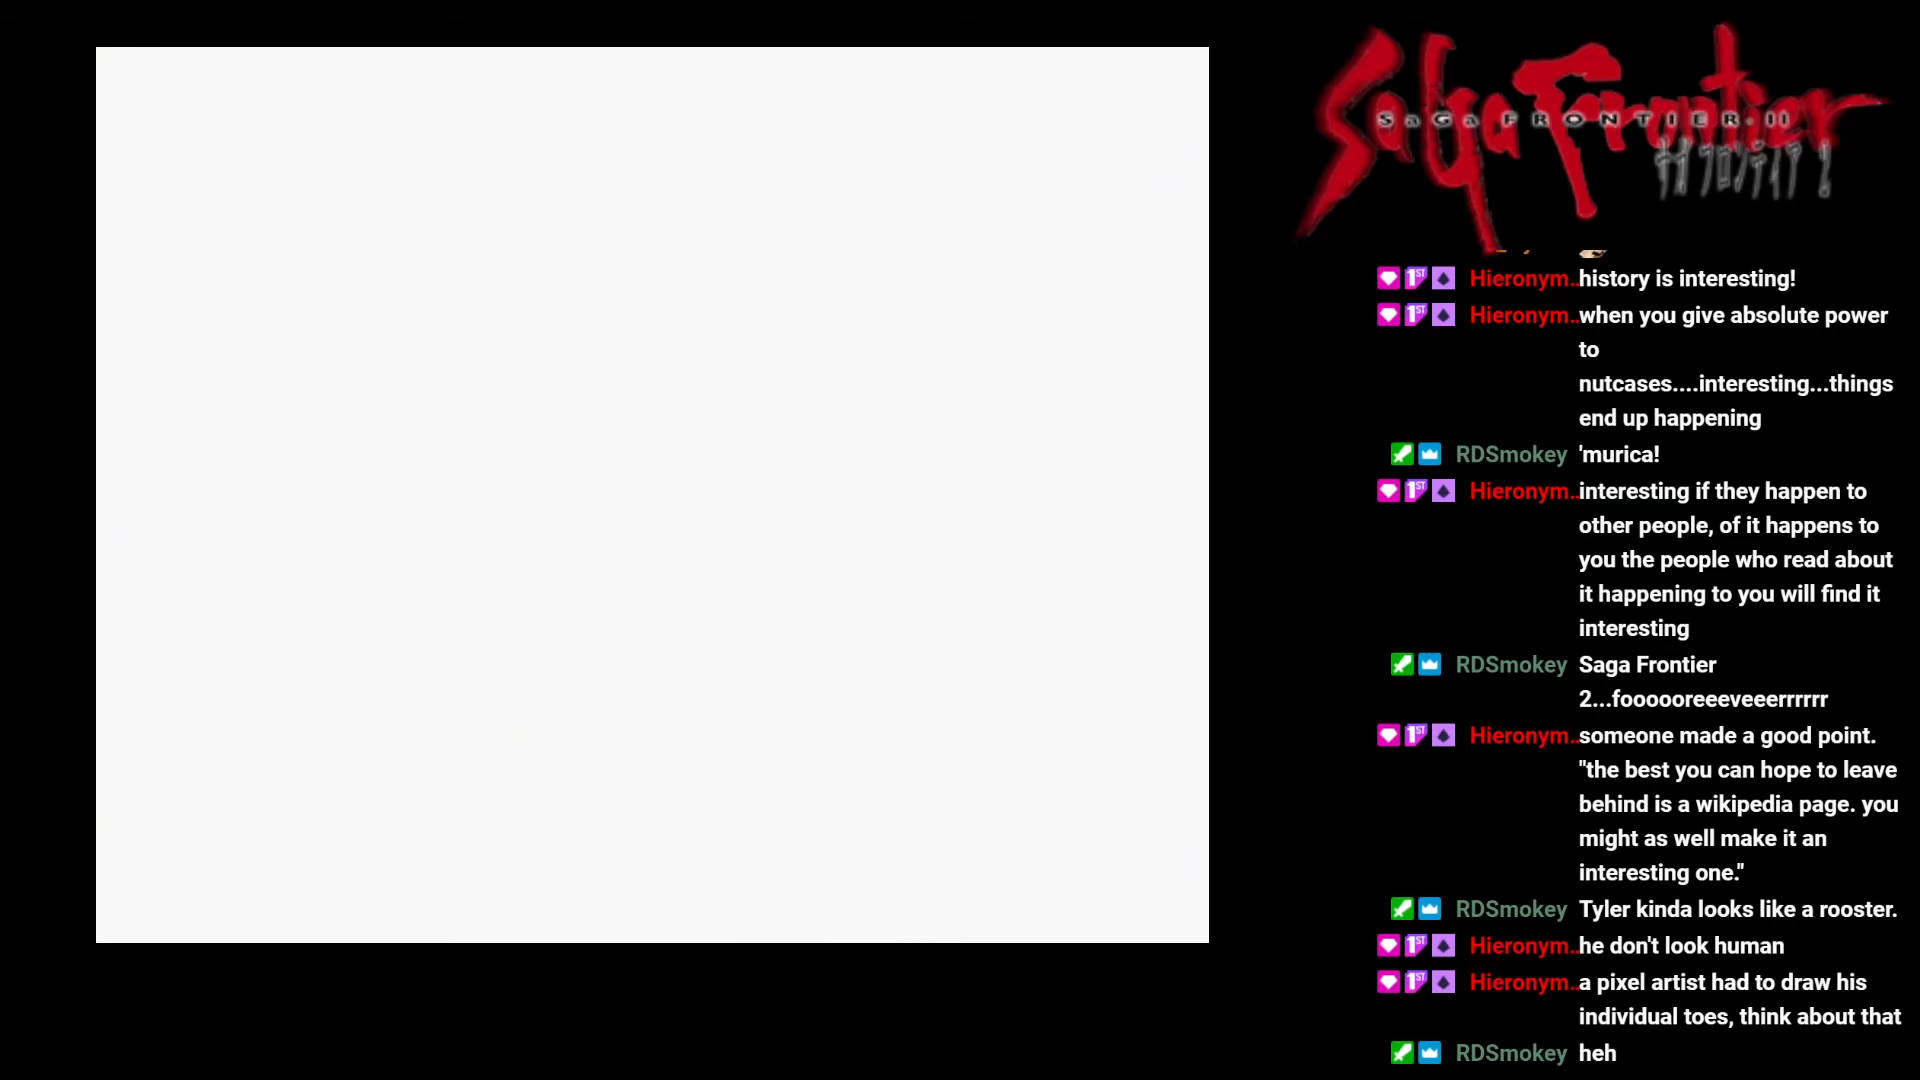 Saga Frontier
SaGa FRONTIER II
Hieronym.. history is interesting!
Hieronym.. when you give absolute power
to
nutcases....interesting...things
end up happening
RDSmokey 'murica!
Hieronym.. interesting if they happen to
other people, of it happens to
you the people who read about
it happening to you will find it
interesting
RDSmokey Saga Frontier
2...foooooreeeveeerrrrrr
Hieronym.. someone made a good point.
"the best you can hope to leave
behind is a wikipedia page. you
might as well make it an
interesting one."
RDSmokey Tyler kinda looks like a rooster.
Hieronym.. he don't look human
Hieronym.. a pixel artist had to draw his
individual toes, think about that
RDSmokey heh